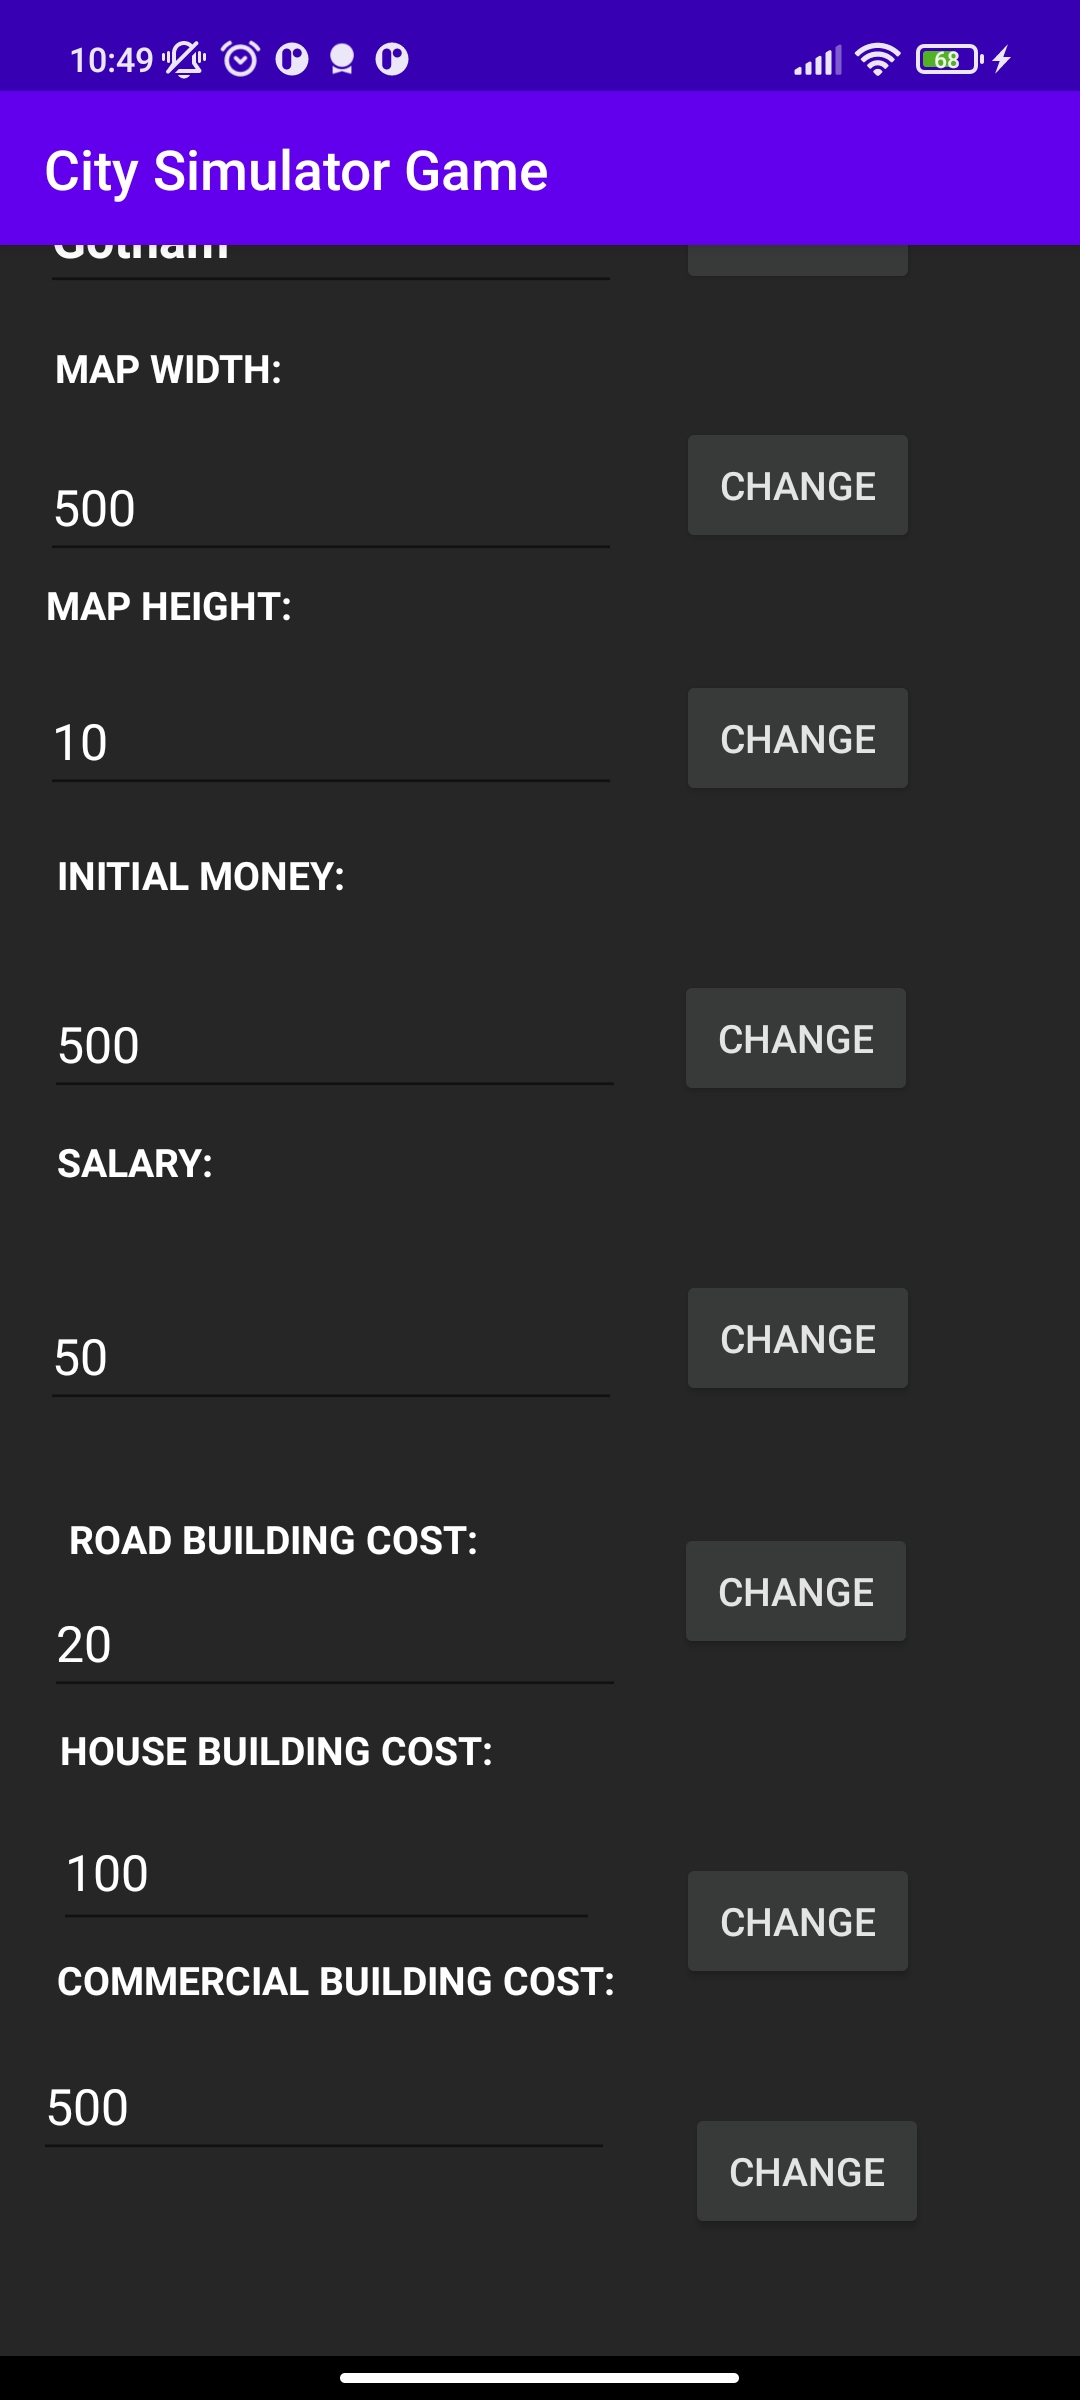 10:49
68
City Simulator Game
Gotham
MAP WIDTH:
500
CHANGE
MAP HEIGHT:
10
CHANGE
INITIAL MONEY:
500
CHANGE
SALARY:
50
CHANGE
ROAD BUILDING COST:
CHANGE
20
HOUSE BUILDING COST:
100
CHANGE
COMMERCIAL BUILDING COST:
500
CHANGE